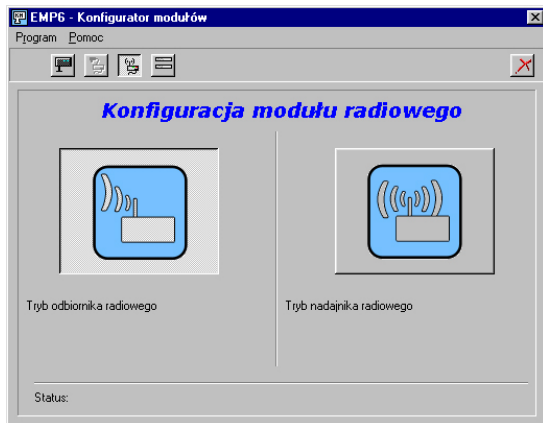 EMP6 - Konfigurator modułów
Program Pomoc
Konfiguracja modułu radiowego
Tryb odbiornika radiowego
Tryb nadajnika radiowego
Status: